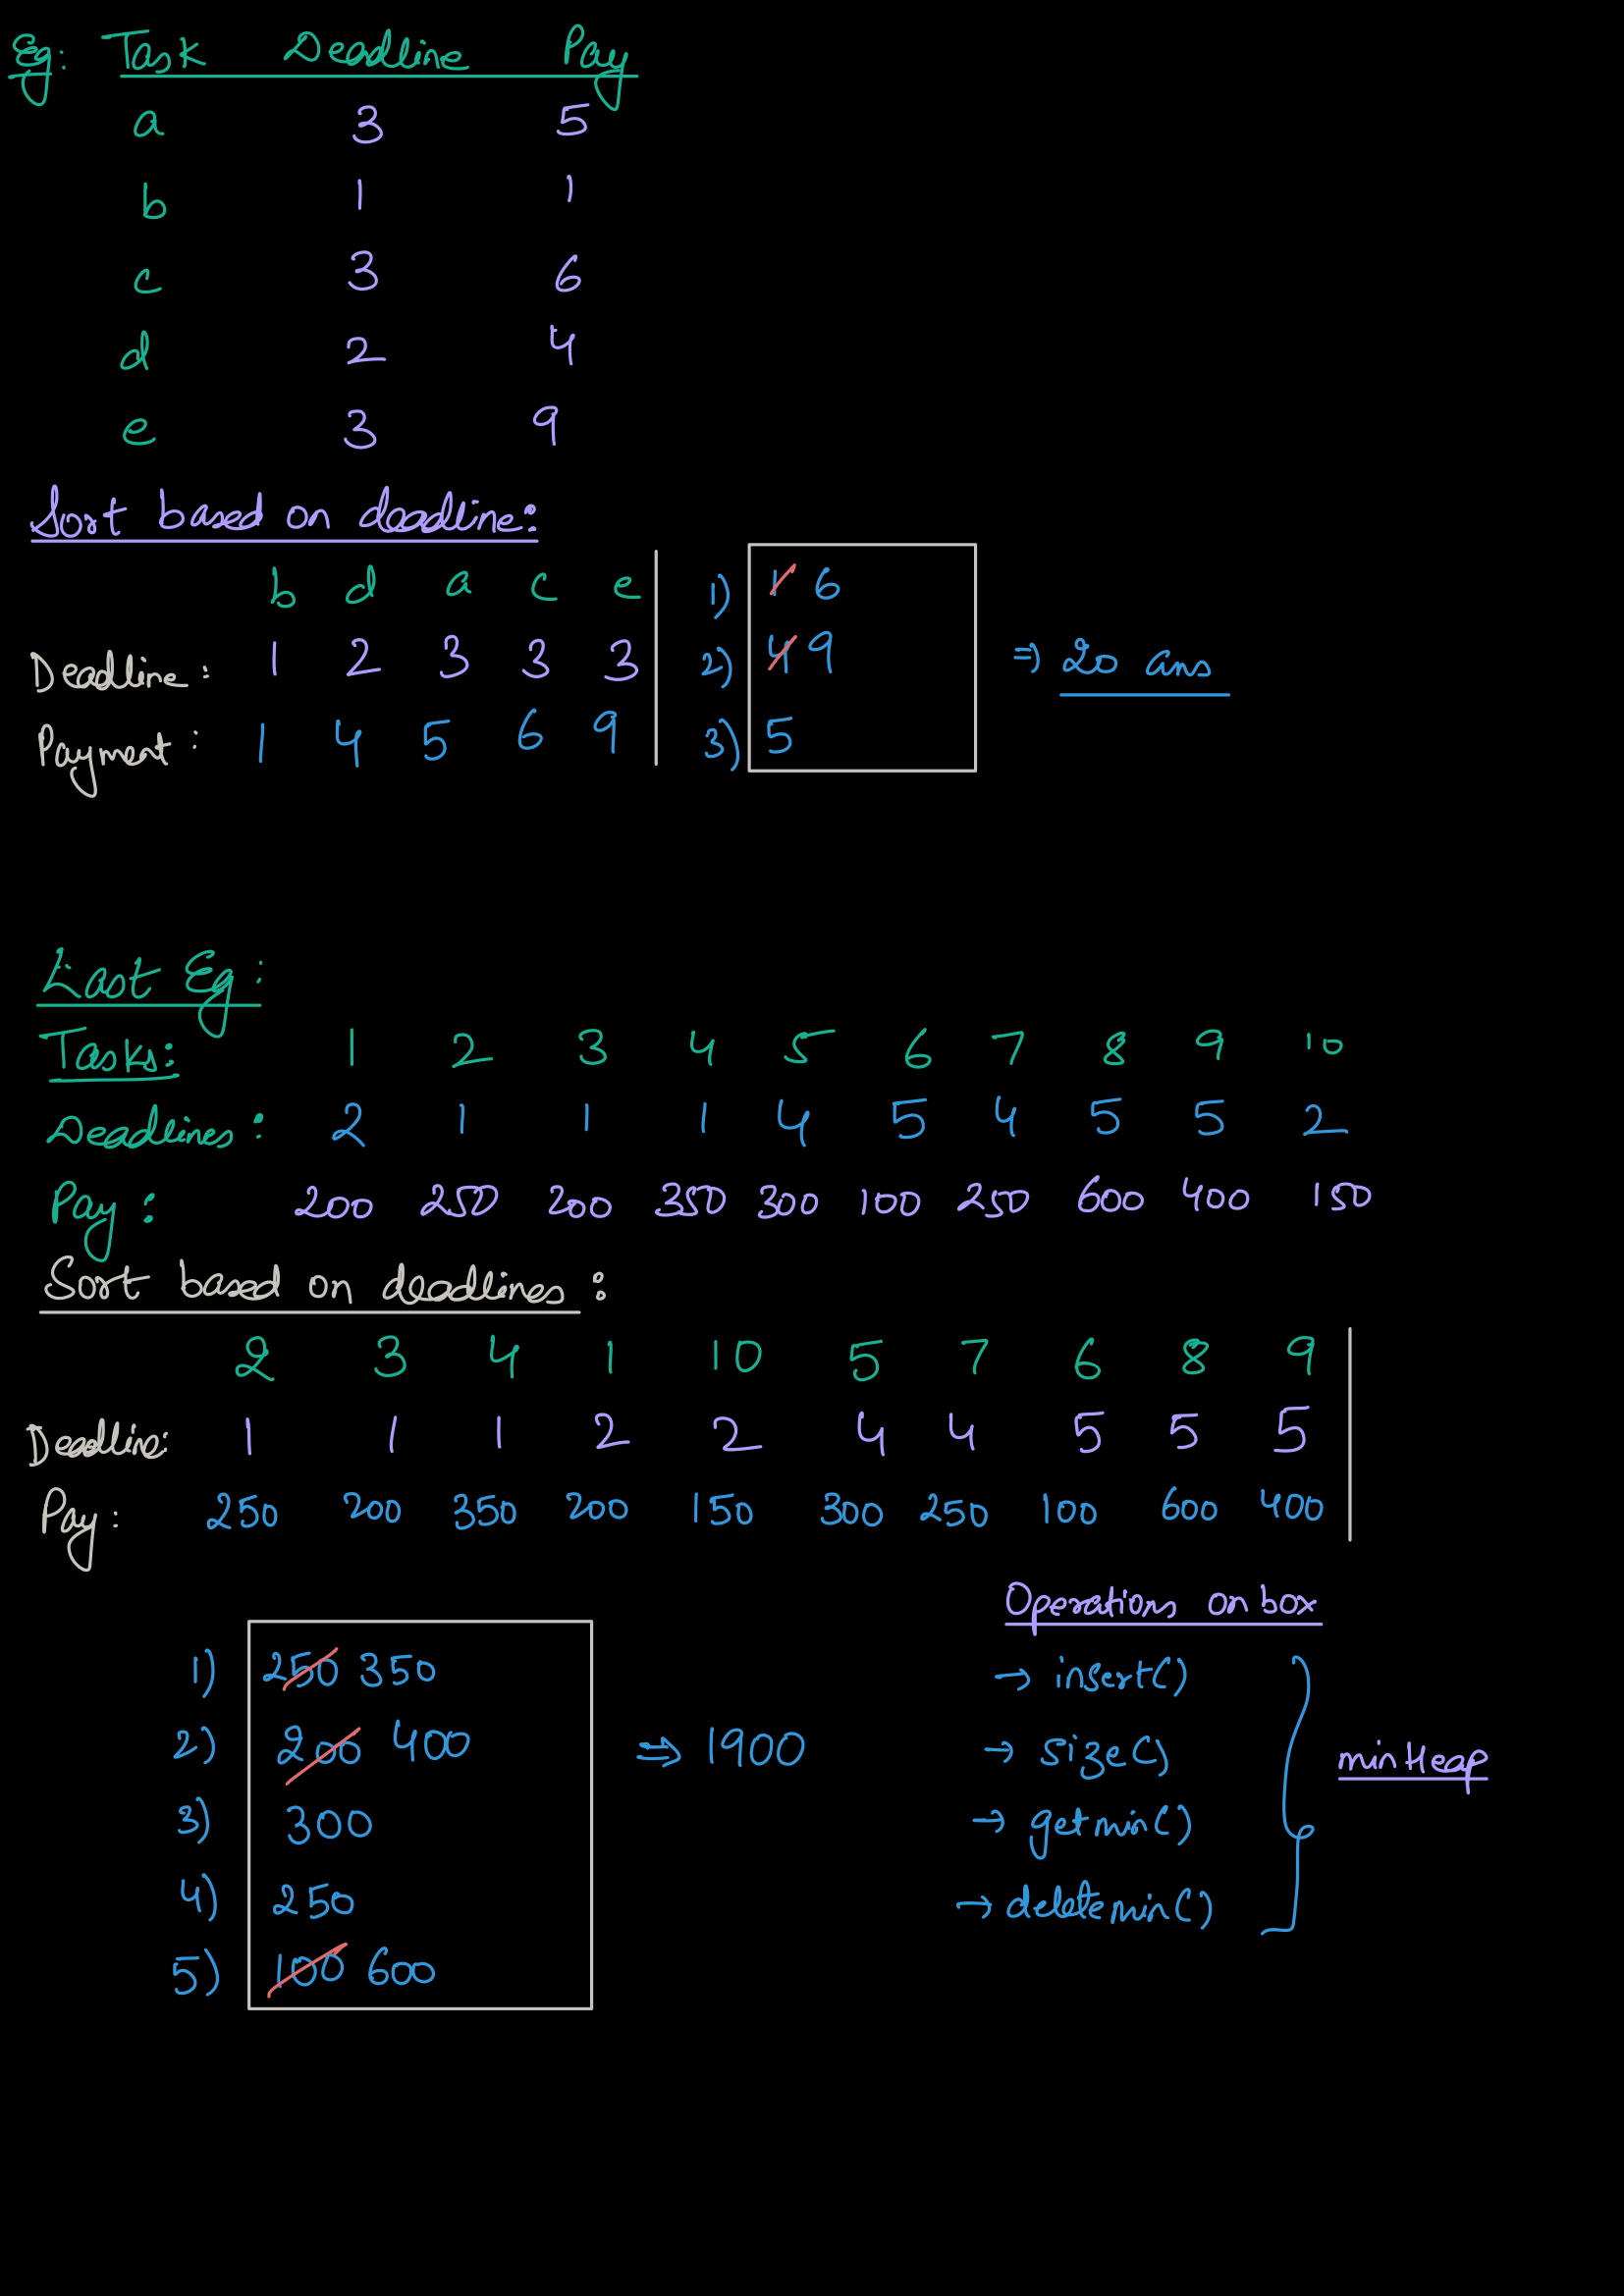 Eg: Task Deadline Pay
a 3 5
b 1 1
c 3 6
d 2 4
e 3 9
Sort based on deadline:
b d a c e
Deadline: 1 2 3 3 3
Payment: 1 4 5 6 9
1) 1 6
2) 4 9
3) 5
⇒ 20 ans
Last Eg:
Tasks: 1 2 3 4 5 6 7 8 9 10
Deadlines: 2 1 1 1 4 5 4 5 5 2
Pay: 200 250 200 350 300 100 250 600 400 150
Sort based on deadlines:
2 3 4 1 10 5 7 6 8 9
Deadline: 1 1 1 2 2 4 4 5 5 5
Pay: 250 200 350 200 150 300 250 100 600 400
1) 250 350
2) 200 400
3) 300
4) 250
5) 100 600
⇒ 1900
Operations on box
→ insert()
→ size()
→ getmin()
→ deletemin()
minHeap